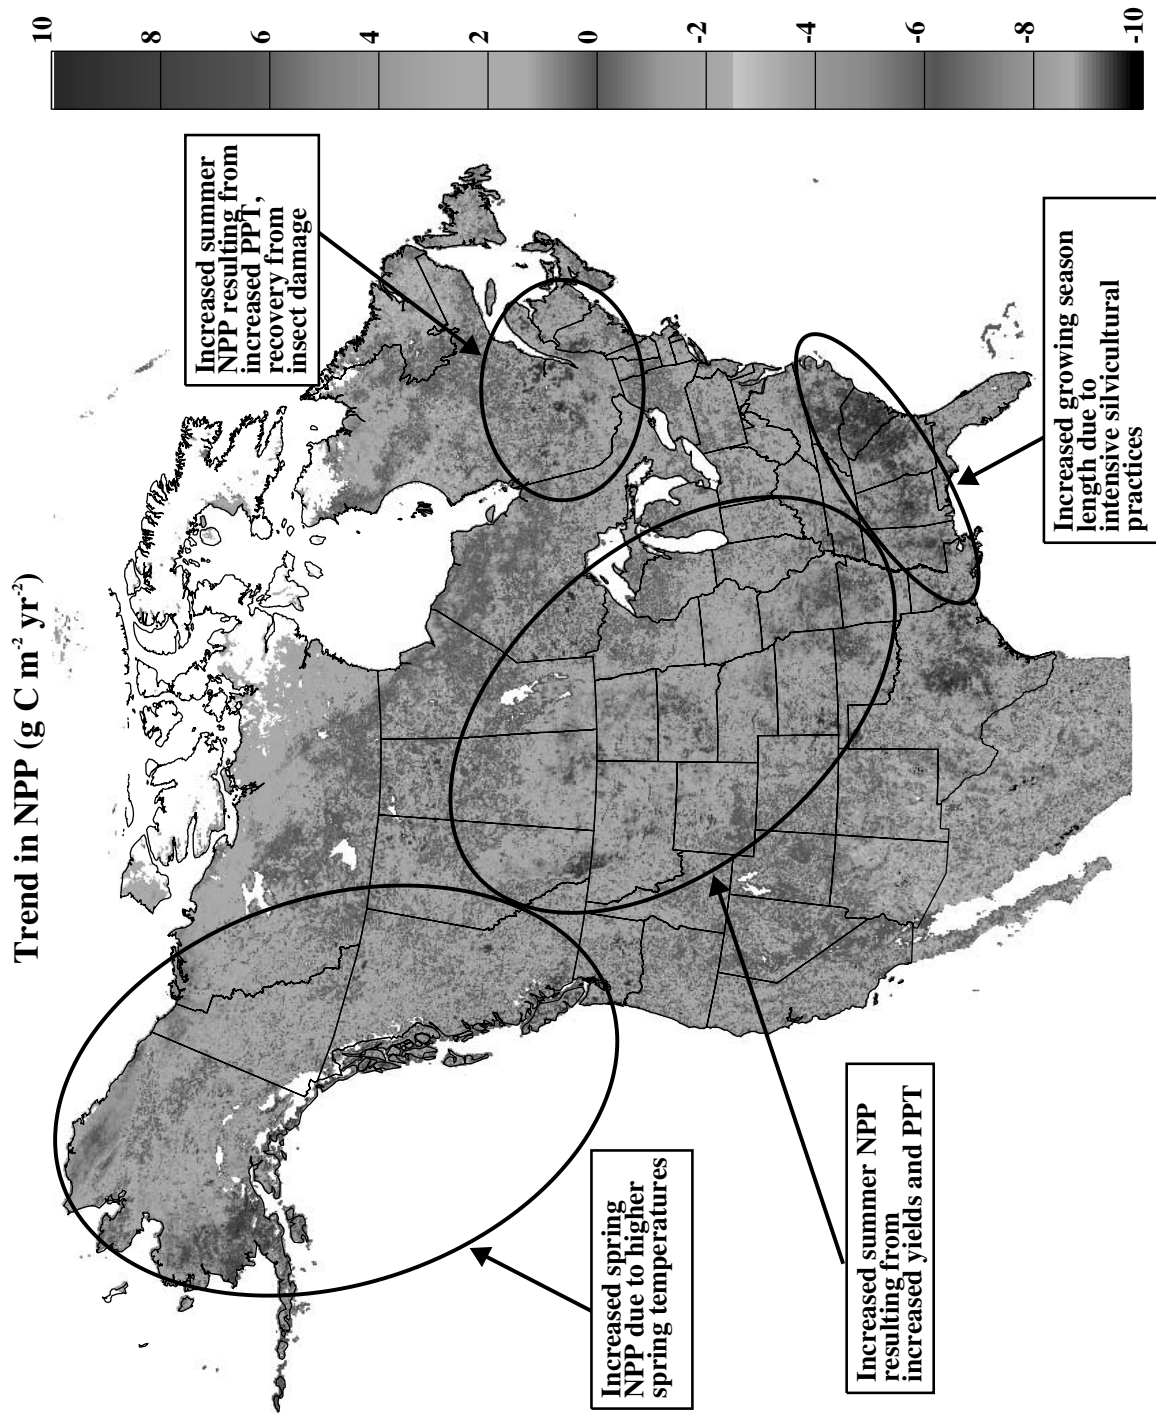 Trend in NPP (g C m⁻² yr⁻²)
Increased spring
NPP due to higher
spring temperatures
Increased summer NPP
resulting from
increased yields and PPT
Increased summer
NPP resulting from
increased PPT,
recovery from
insect damage
Increased growing season
length due to
intensive silvicultural
practices
10
8
6
4
2
0
-2
-4
-6
-8
-10